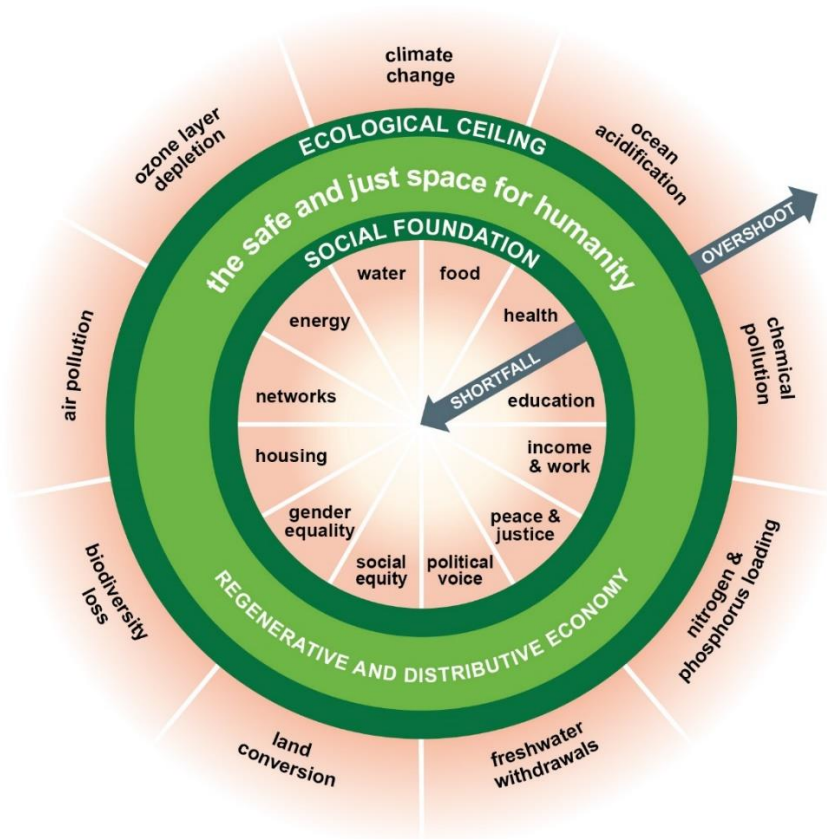 climate
change
ocean
acidification
OVERSHOOT
chemical
pollution
nitrogen &
phosphorus loading
freshwater
withdrawals
land
conversion
biodiversity
loss
air pollution
ozone layer
depletion
ECOLOGICAL CEILING
the safe and just space for humanity
SOCIAL FOUNDATION
water
food
health
SHORTFALL
education
income
& work
peace &
justice
political
voice
social
equity
gender
equality
housing
networks
energy
REGENERATIVE AND DISTRIBUTIVE ECONOMY